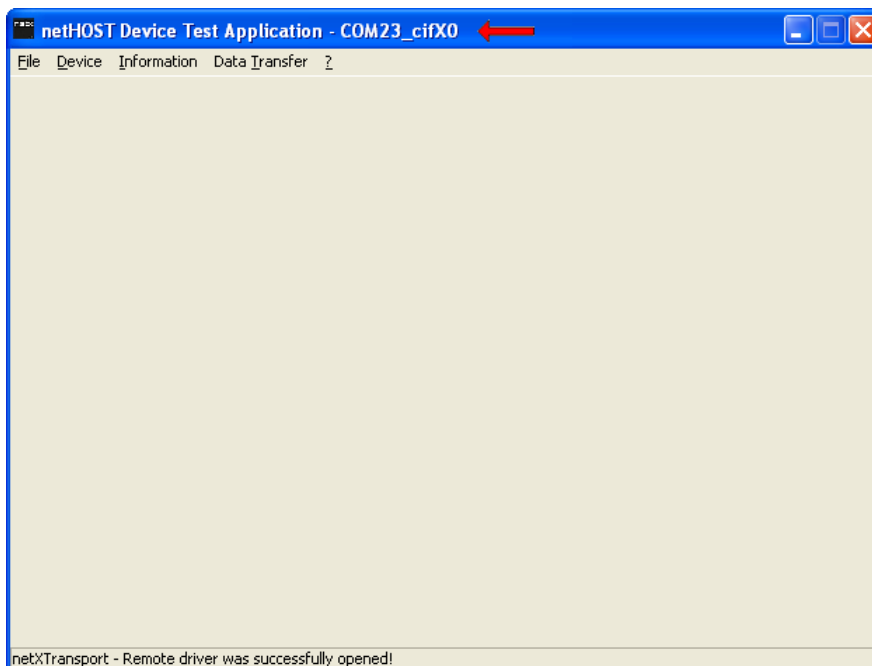 netHOST Device Test Application - COM23_cifX0
File Device Information Data Transfer ?
netXTransport - Remote driver was successfully opened!